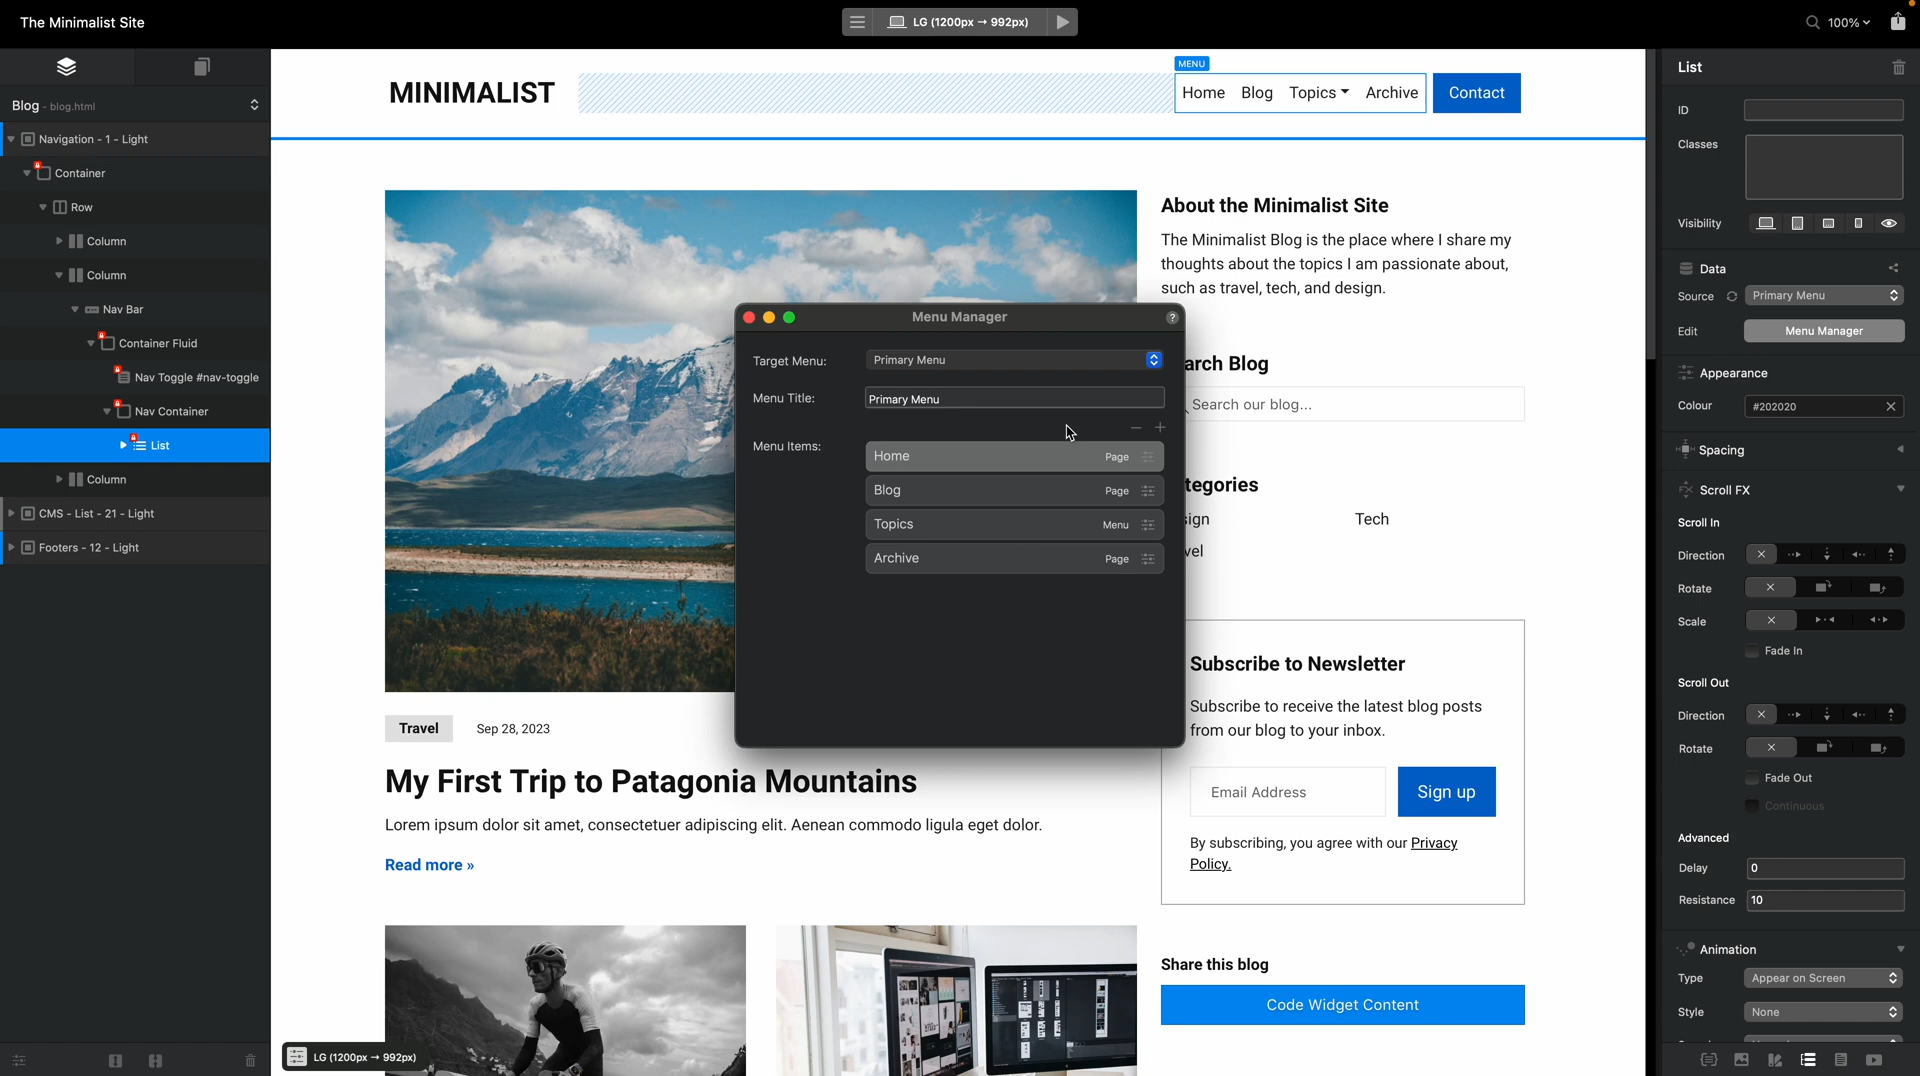 The Minimalist Site
LG (1200px → 992px)
100%
Blog - blog.html
Navigation - 1 - Light
Container
Row
Column
Column
Nav Bar
Container Fluid
Nav Toggle #nav-toggle
Nav Container
List
Column
CMS - List - 21 - Light
Footers - 12 - Light
MENU
MINIMALIST
Home Blog Topics Archive
Contact
About the Minimalist Site
The Minimalist Blog is the place where I share my
thoughts about the topics I am passionate about,
such as travel, tech, and design.
Menu Manager
?
Target Menu: Primary Menu
Menu Title: Primary Menu
Menu Items:
Home Page
Blog Page
Topics Menu
Archive Page
arch Blog
Search our blog...
tegories
sign Tech
vel
Subscribe to Newsletter
Subscribe to receive the latest blog posts
from our blog to your inbox.
Email Address
Sign up
By subscribing, you agree with our Privacy
Policy.
Travel
Sep 28, 2023
My First Trip to Patagonia Mountains
Lorem ipsum dolor sit amet, consectetuer adipiscing elit. Aenean commodo ligula eget dolor.
Read more »
Share this blog
Code Widget Content
LG (1200px → 992px)
List
ID
Classes
Visibility
Data
Source Primary Menu
Edit Menu Manager
Appearance
Colour #202020
Spacing
Scroll FX
Scroll In
Direction
Rotate
Scale
Fade In
Scroll Out
Direction
Rotate
Fade Out
Continuous
Advanced
Delay 0
Resistance 10
Animation
Type Appear on Screen
Style None